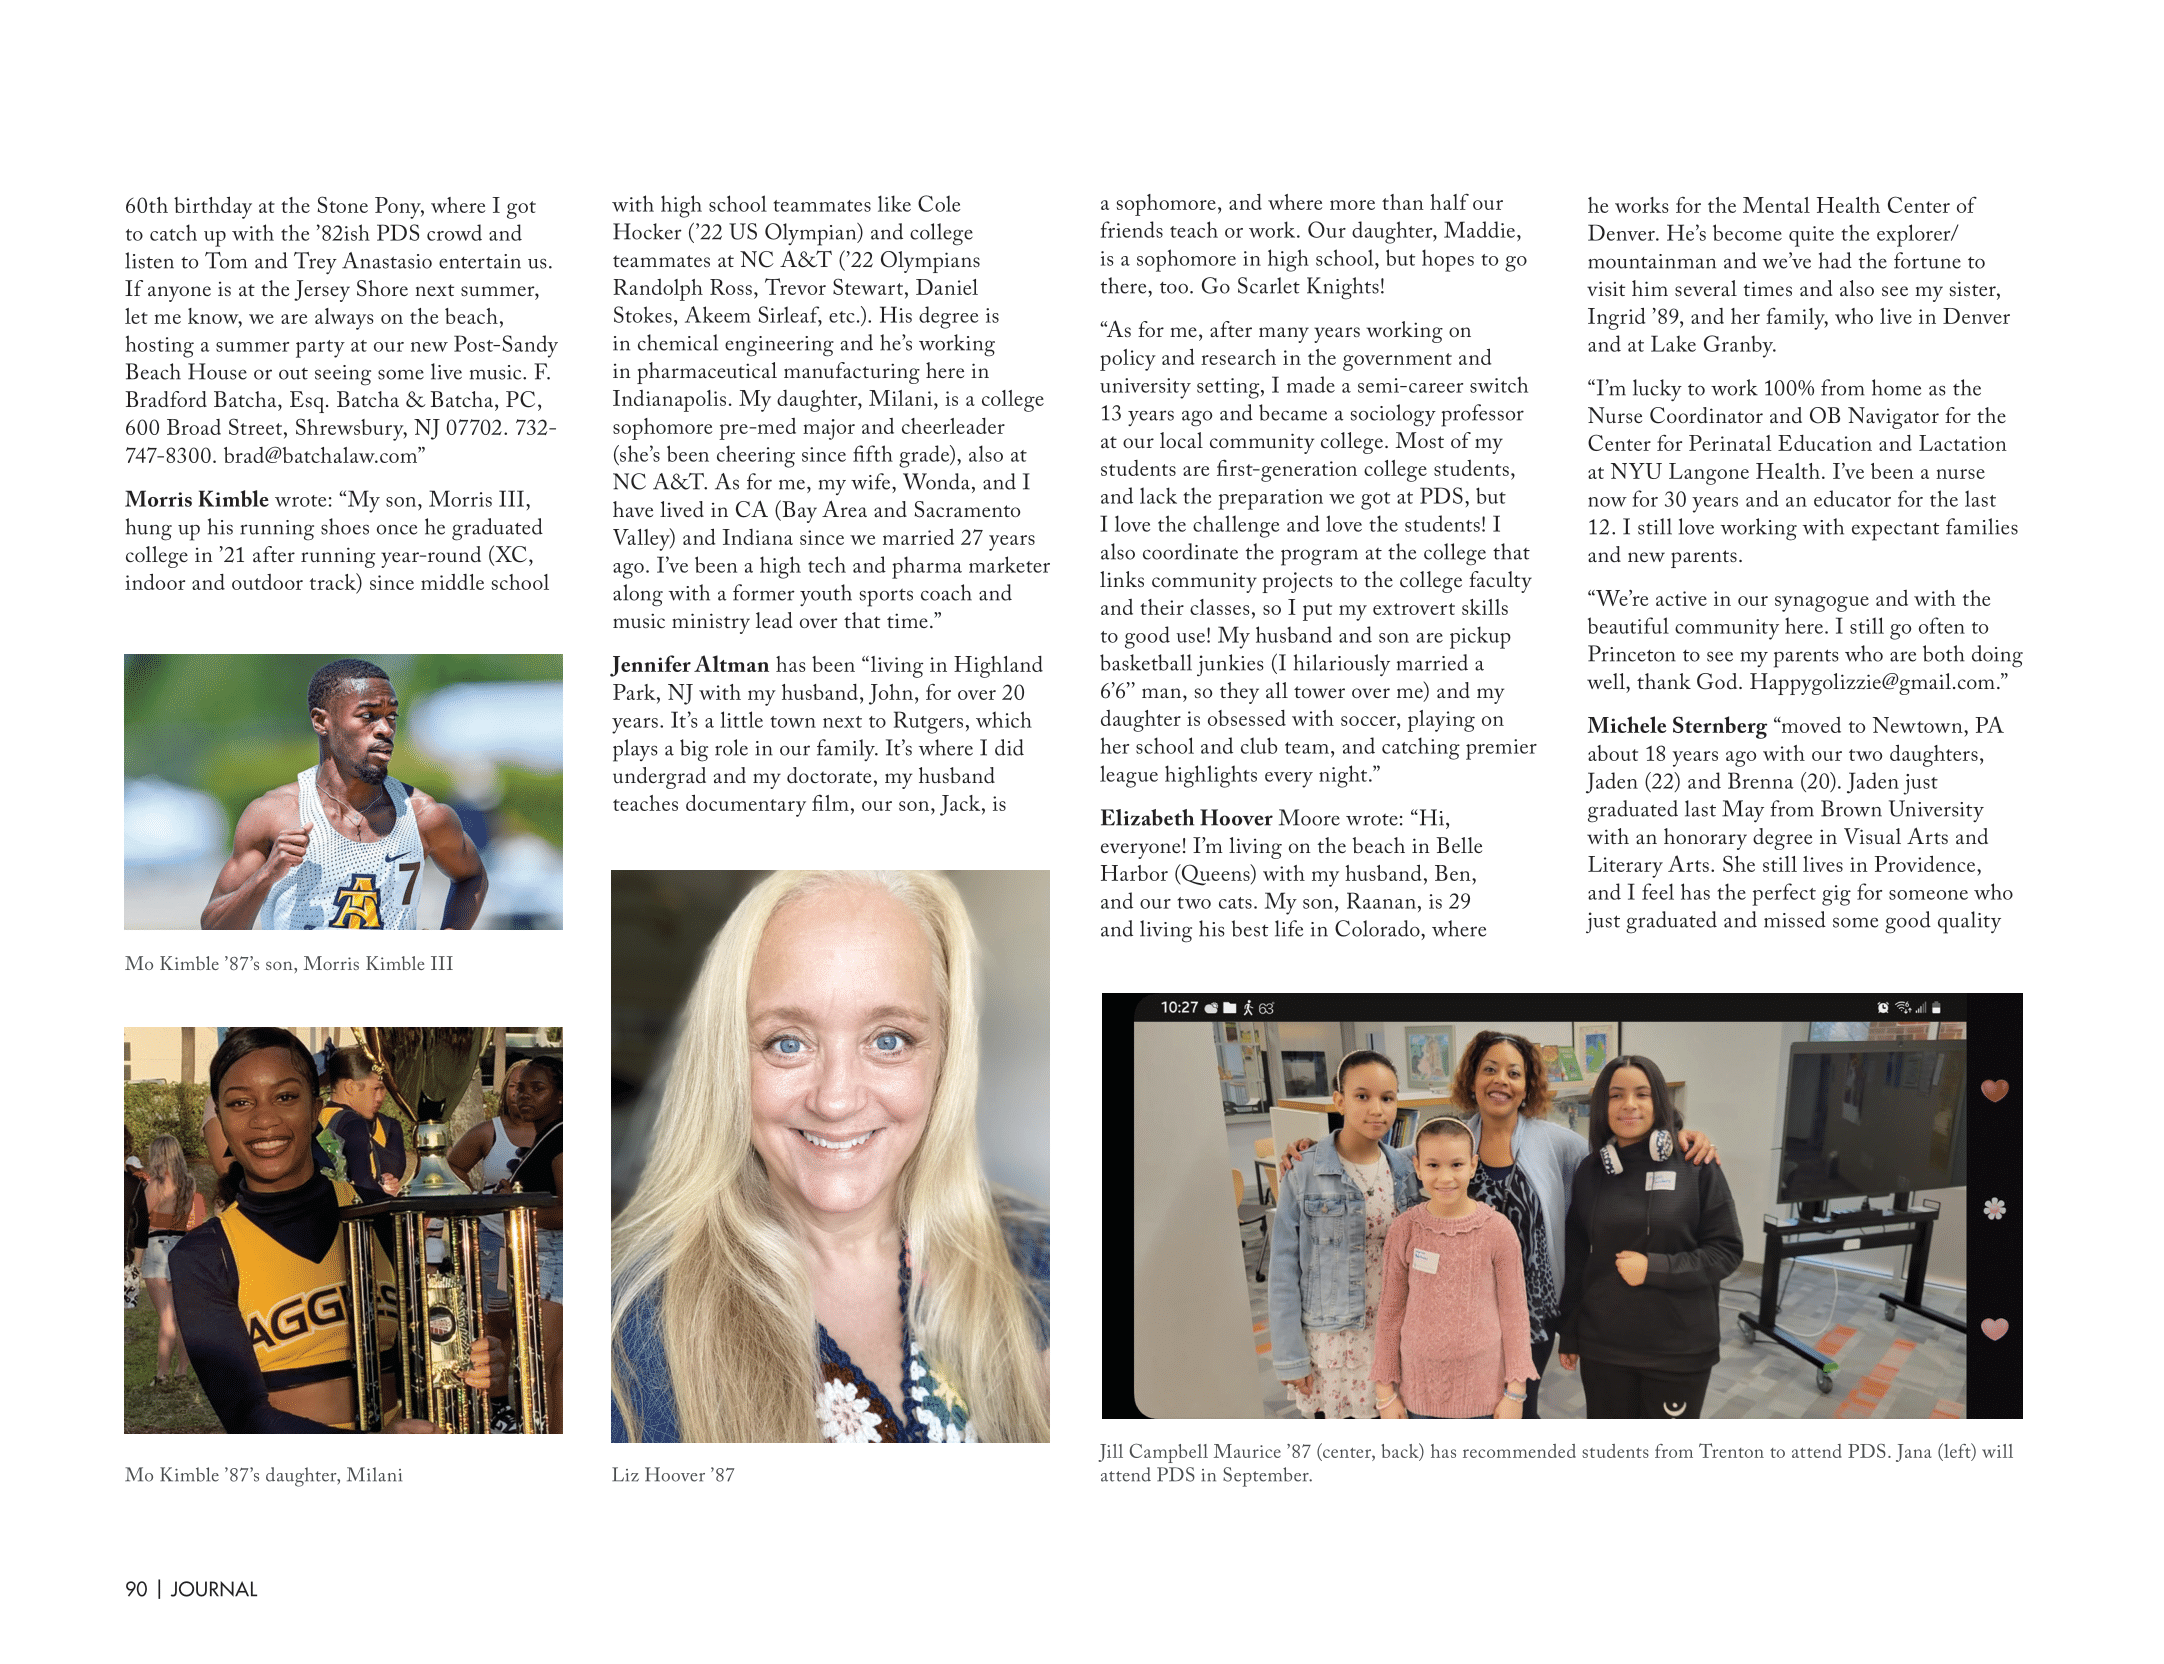 60th birthday at the Stone Pony, where I got
to catch up with the ’82ish PDS crowd and
listen to Tom and Trey Anastasio entertain us.
If anyone is at the Jersey Shore next summer,
let me know, we are always on the beach,
hosting a summer party at our new Post-Sandy
Beach House or out seeing some live music. F.
Bradford Batcha, Esq. Batcha & Batcha, PC,
600 Broad Street, Shrewsbury, NJ 07702. 732-
747-8300. brad@batchalaw.com”
Morris Kimble wrote: “My son, Morris III,
hung up his running shoes once he graduated
college in ’21 after running year-round (XC,
indoor and outdoor track) since middle school
7
AT
Mo Kimble ’87’s son, Morris Kimble III
AGGIES
Mo Kimble ’87’s daughter, Milani
with high school teammates like Cole
Hocker (’22 US Olympian) and college
teammates at NC A&T (’22 Olympians
Randolph Ross, Trevor Stewart, Daniel
Stokes, Akeem Sirleaf, etc.). His degree is
in chemical engineering and he’s working
in pharmaceutical manufacturing here in
Indianapolis. My daughter, Milani, is a college
sophomore pre-med major and cheerleader
(she’s been cheering since fifth grade), also at
NC A&T. As for me, my wife, Wonda, and I
have lived in CA (Bay Area and Sacramento
Valley) and Indiana since we married 27 years
ago. I’ve been a high tech and pharma marketer
along with a former youth sports coach and
music ministry lead over that time.”
Jennifer Altman has been “living in Highland
Park, NJ with my husband, John, for over 20
years. It’s a little town next to Rutgers, which
plays a big role in our family. It’s where I did
undergrad and my doctorate, my husband
teaches documentary film, our son, Jack, is
Liz Hoover ’87
a sophomore, and where more than half our
friends teach or work. Our daughter, Maddie,
is a sophomore in high school, but hopes to go
there, too. Go Scarlet Knights!
“As for me, after many years working on
policy and research in the government and
university setting, I made a semi-career switch
13 years ago and became a sociology professor
at our local community college. Most of my
students are first-generation college students,
and lack the preparation we got at PDS, but
I love the challenge and love the students! I
also coordinate the program at the college that
links community projects to the college faculty
and their classes, so I put my extrovert skills
to good use! My husband and son are pickup
basketball junkies (I hilariously married a
6’6” man, so they all tower over me) and my
daughter is obsessed with soccer, playing on
her school and club team, and catching premier
league highlights every night.”
Elizabeth Hoover Moore wrote: “Hi,
everyone! I’m living on the beach in Belle
Harbor (Queens) with my husband, Ben,
and our two cats. My son, Raanan, is 29
and living his best life in Colorado, where
he works for the Mental Health Center of
Denver. He’s become quite the explorer/
mountainman and we’ve had the fortune to
visit him several times and also see my sister,
Ingrid ’89, and her family, who live in Denver
and at Lake Granby.
“I’m lucky to work 100% from home as the
Nurse Coordinator and OB Navigator for the
Center for Perinatal Education and Lactation
at NYU Langone Health. I’ve been a nurse
now for 30 years and an educator for the last
12. I still love working with expectant families
and new parents.
“We’re active in our synagogue and with the
beautiful community here. I still go often to
Princeton to see my parents who are both doing
well, thank God. Happygolizzie@gmail.com.”
Michele Sternberg “moved to Newtown, PA
about 18 years ago with our two daughters,
Jaden (22) and Brenna (20). Jaden just
graduated last May from Brown University
with an honorary degree in Visual Arts and
Literary Arts. She still lives in Providence,
and I feel has the perfect gig for someone who
just graduated and missed some good quality
10:27 63°
Jill Campbell Maurice ’87 (center, back) has recommended students from Trenton to attend PDS. Jana (left) will
attend PDS in September.
90 | JOURNAL